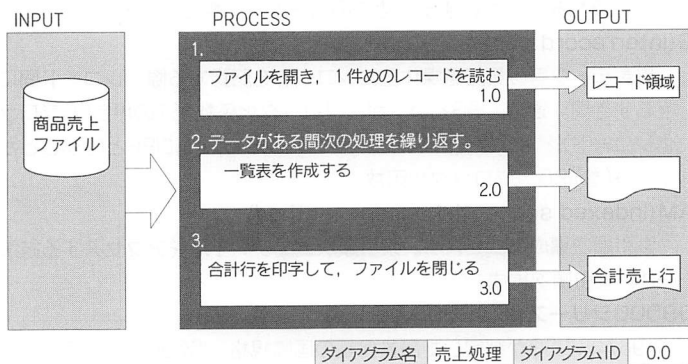 INPUT
PROCESS
OUTPUT
商品売上
ファイル
1.
ファイルを開き，1件めのレコードを読む
1.0
レコード領域
2. データがある間次の処理を繰り返す。
一覧表を作成する
2.0
3.
合計行を印字して，ファイルを閉じる
3.0
合計売上行
ダイアグラム名 売上処理 ダイアグラムID 0.0